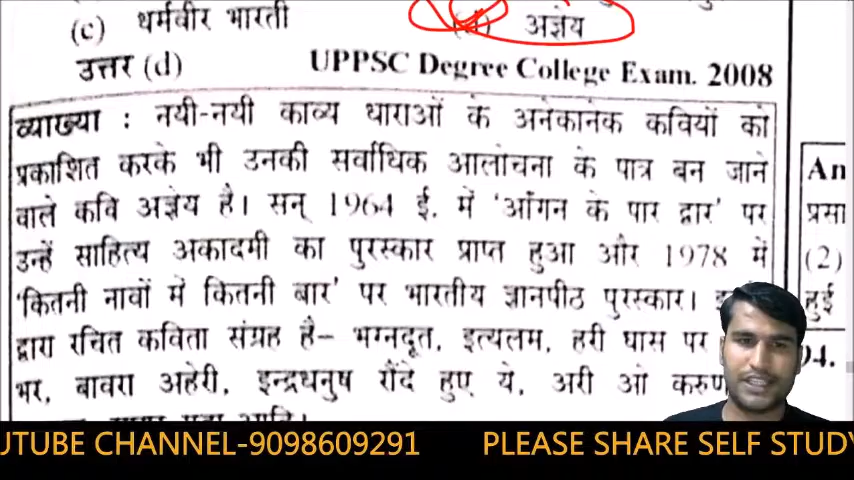 (c) धर्मवीर भारती
(d) अज्ञेय
उत्तर (d) UPPSC Degree College Exam. 2008
व्याख्या : नयी-नयी काव्य धाराओं के अनेकानेक कवियों को
प्रकाशित करके भी उनकी सर्वाधिक आलोचना के पात्र बन जाने
वाले कवि अज्ञेय है। सन् 1964 ई. में 'आंगन के पार द्वार' पर
उन्हें साहित्य अकादमी का पुरस्कार प्राप्त हुआ और 1978 में
'कितनी नावों में कितनी बार' पर भारतीय ज्ञानपीठ पुरस्कार।
द्वारा रचित कविता संग्रह है– भग्नदूत, इत्यलम, हरी घास पर
भर, बावरा अहेरी, इन्द्रधनुष रौंदे हुए ये, अरी ओ
An
प्रसा
(2)
हुई
94.
UTUBE CHANNEL-9098609291 PLEASE SHARE SELF STUDY